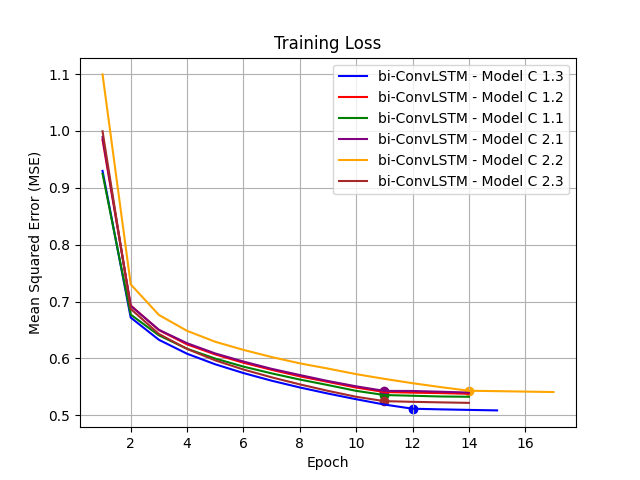 Training Loss
Mean Squared Error (MSE)
1.1
1.0
0.9
0.8
0.7
0.6
0.5
bi-ConvLSTM - Model C 1.3
bi-ConvLSTM - Model C 1.2
bi-ConvLSTM - Model C 1.1
bi-ConvLSTM - Model C 2.1
bi-ConvLSTM - Model C 2.2
bi-ConvLSTM - Model C 2.3
2 4 6 8 10 12 14 16
Epoch